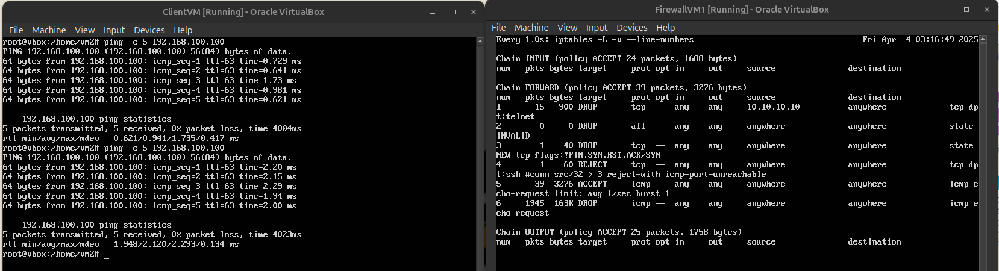 ClientVM [Running] - Oracle VirtualBox
File Machine View Input Devices Help
root@vbox:/home/vm2# ping -c 5 192.168.100.100
PING 192.168.100.100 (192.168.100.100) 56(84) bytes of data.
64 bytes from 192.168.100.100: icmp_seq=1 ttl=63 time=0.729 ms
64 bytes from 192.168.100.100: icmp_seq=2 ttl=63 time=0.641 ms
64 bytes from 192.168.100.100: icmp_seq=3 ttl=63 time=1.73 ms
64 bytes from 192.168.100.100: icmp_seq=4 ttl=63 time=0.981 ms
64 bytes from 192.168.100.100: icmp_seq=5 ttl=63 time=0.621 ms
--- 192.168.100.100 ping statistics ---
5 packets transmitted, 5 received, 0% packet loss, time 4004ms
rtt min/avg/max/mdev = 0.621/0.941/1.735/0.417 ms
root@vbox:/home/vm2# ping -c 5 192.168.100.100
PING 192.168.100.100 (192.168.100.100) 56(84) bytes of data.
64 bytes from 192.168.100.100: icmp_seq=1 ttl=63 time=2.20 ms
64 bytes from 192.168.100.100: icmp_seq=2 ttl=63 time=2.15 ms
64 bytes from 192.168.100.100: icmp_seq=3 ttl=63 time=2.29 ms
64 bytes from 192.168.100.100: icmp_seq=4 ttl=63 time=1.94 ms
64 bytes from 192.168.100.100: icmp_seq=5 ttl=63 time=2.00 ms
--- 192.168.100.100 ping statistics ---
5 packets transmitted, 5 received, 0% packet loss, time 4023ms
rtt min/avg/max/mdev = 1.948/2.120/2.293/0.134 ms
root@vbox:/home/vm2# _
FirewallVM1 [Running] - Oracle VirtualBox
File Machine View Input Devices Help
Every 1.0s: iptables -L -v --line-numbers Fri Apr 4 03:16:49 2025
Chain INPUT (policy ACCEPT 24 packets, 1688 bytes)
num pkts bytes target prot opt in out source destination
Chain FORWARD (policy ACCEPT 39 packets, 3276 bytes)
num pkts bytes target prot opt in out source destination
1 15 900 DROP tcp -- any any 10.10.10.10 anywhere tcp dp
t:telnet
2 0 0 DROP all -- any any anywhere anywhere state
INVALID
3 1 40 DROP tcp -- any any anywhere anywhere state
NEW tcp flags:!FIN,SYN,RST,ACK/SYN
4 1 60 REJECT tcp -- any any anywhere anywhere tcp dp
t:ssh #conn src/32 > 3 reject-with icmp-port-unreachable
5 39 3276 ACCEPT icmp -- any any anywhere anywhere icmp e
cho-request limit: avg 1/sec burst 1
6 1945 163K DROP icmp -- any any anywhere anywhere icmp e
cho-request
Chain OUTPUT (policy ACCEPT 25 packets, 1758 bytes)
num pkts bytes target prot opt in out source destination